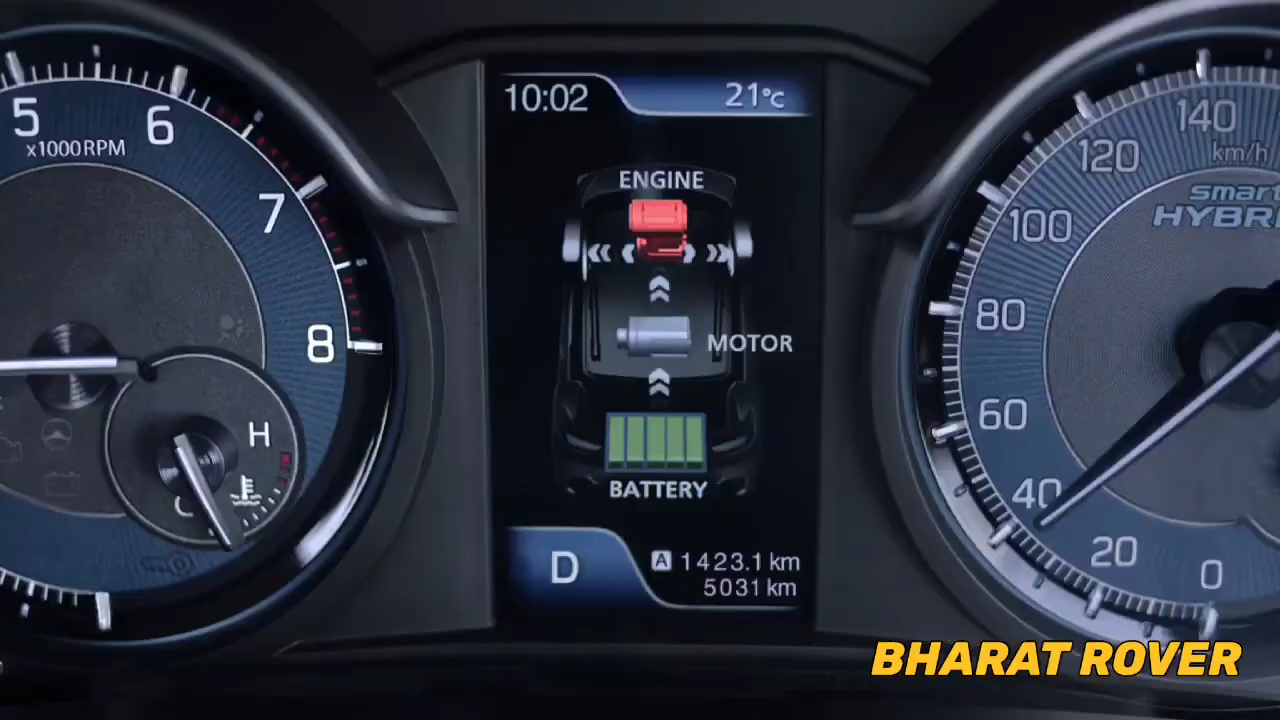 5
6
7
8
x1000RPM
H
C
10:02
21°C
ENGINE
MOTOR
BATTERY
D
A 1423.1 km
5031 km
140
120
100
80
60
40
20
0
km/h
smart
HYBRI
BHARAT ROVER